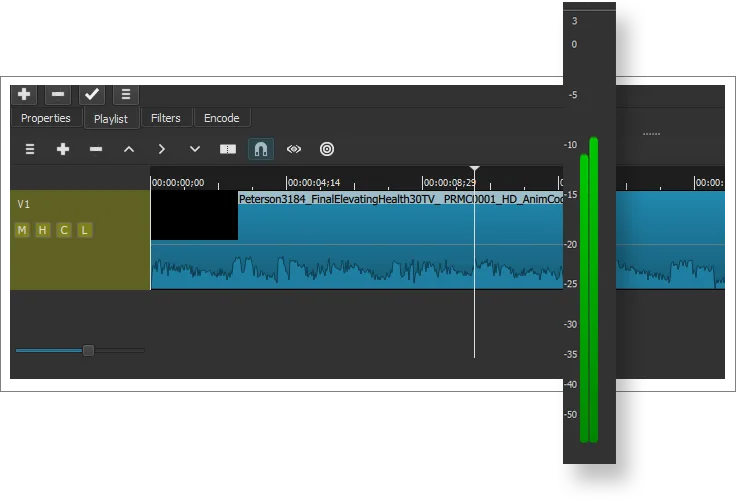 3
0
-5
-10
-15
-20
-25
-30
-35
-40
-50
Properties Playlist Filters Encode
00:00:00;00 00:00:04;14 00:00:08;29 00:00:
V1
Peterson3184_FinalElevatingHealth30TV_ PRMC0001_HD_AnimCod
M H C L